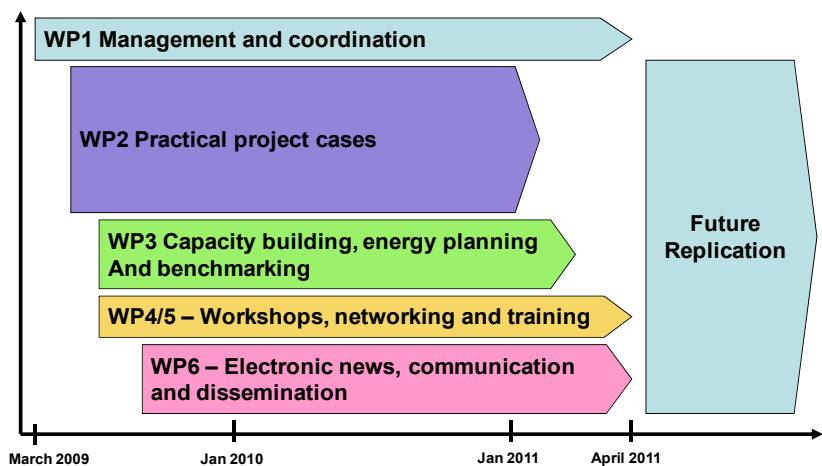 WP1 Management and coordination
WP2 Practical project cases
WP3 Capacity building, energy planning
And benchmarking
WP4/5 – Workshops, networking and training
WP6 – Electronic news, communication
and dissemination
Future
Replication
March 2009
Jan 2010
Jan 2011
April 2011